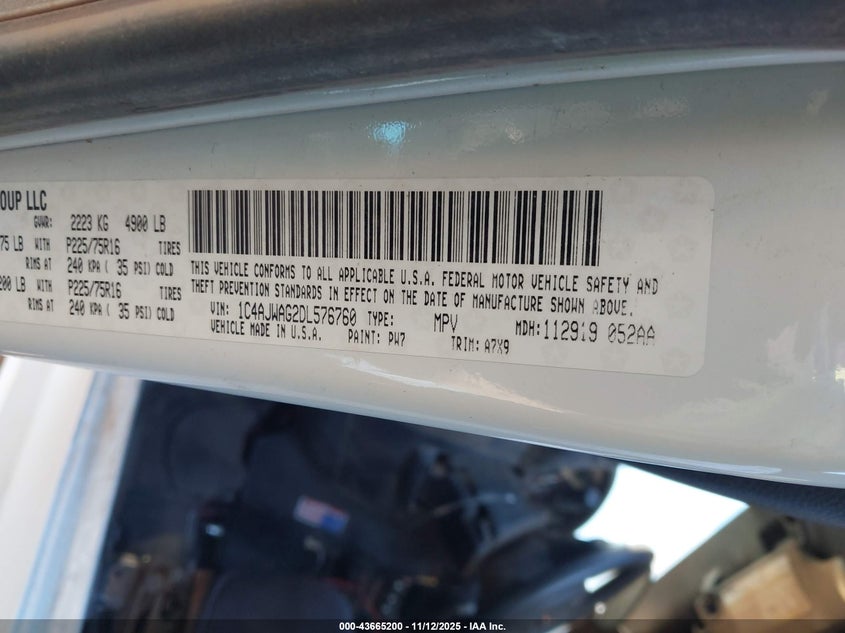 OUP LLC
GVWR: 2223 KG 4900 LB
75 LB WITH P225/75R16 TIRES
RIMS AT 240 KPA ( 35 PSI) COLD
200 LB WITH P225/75R16 TIRES
RIMS AT 240 KPA ( 35 PSI) COLD
THIS VEHICLE CONFORMS TO ALL APPLICABLE U.S.A. FEDERAL MOTOR VEHICLE SAFETY AND
THEFT PREVENTION STANDARDS IN EFFECT ON THE DATE OF MANUFACTURE SHOWN ABOVE.
VIN: 1C4AJWAG2DL576760 TYPE: MPV MDH: 112919 052AA
VEHICLE MADE IN U.S.A. PAINT: PW7 TRIM: A7X9
000-43665200 - 11/12/2025 - IAA Inc.